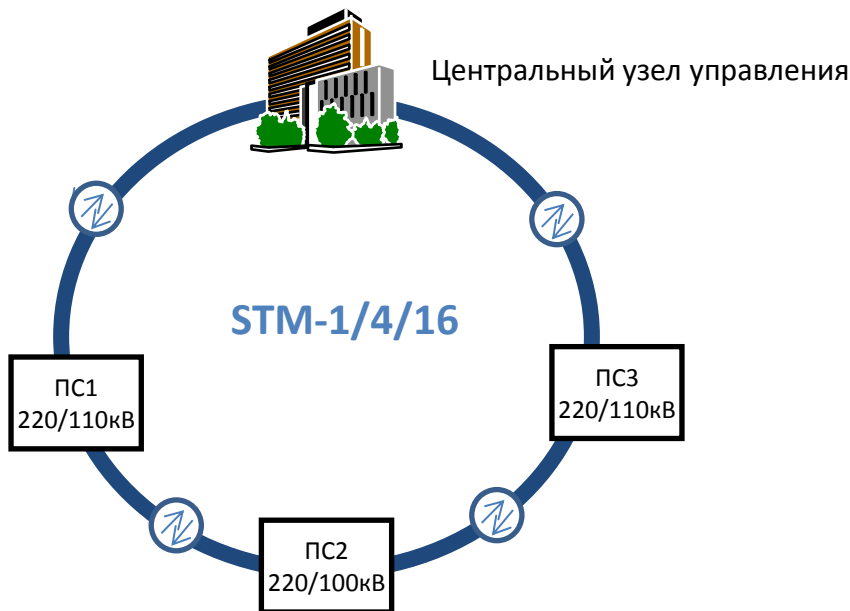 Центральный узел управления
STM-1/4/16
ПС1
220/110кВ
ПС3
220/110кВ
ПС2
220/100кВ